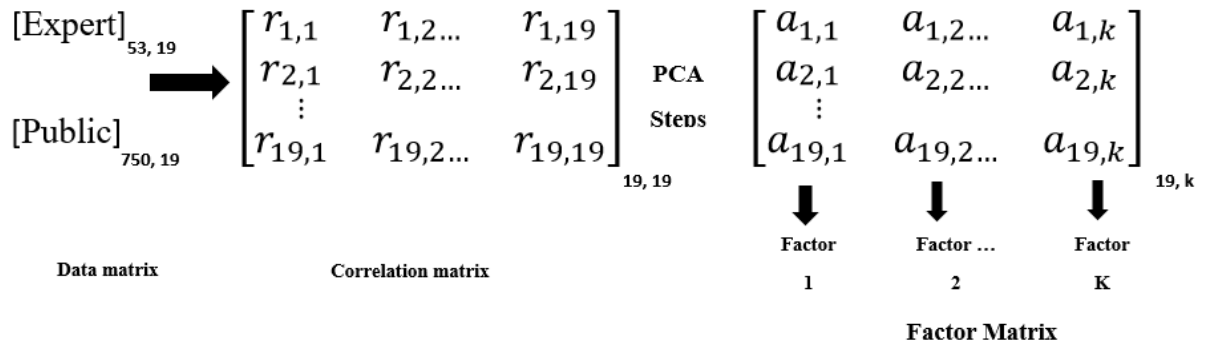 [Expert] 53, 19
[Public] 750, 19
Data matrix
r1,1 r1,2... r1,19
r2,1 r2,2... r2,19
⋮
r19,1 r19,2... r19,19
19, 19
Correlation matrix
PCA
Steps
a1,1 a1,2... a1,k
a2,1 a2,2... a2,k
⋮
a19,1 a19,2... a19,k
19, k
Factor Factor ... Factor
1 2 K
Factor Matrix